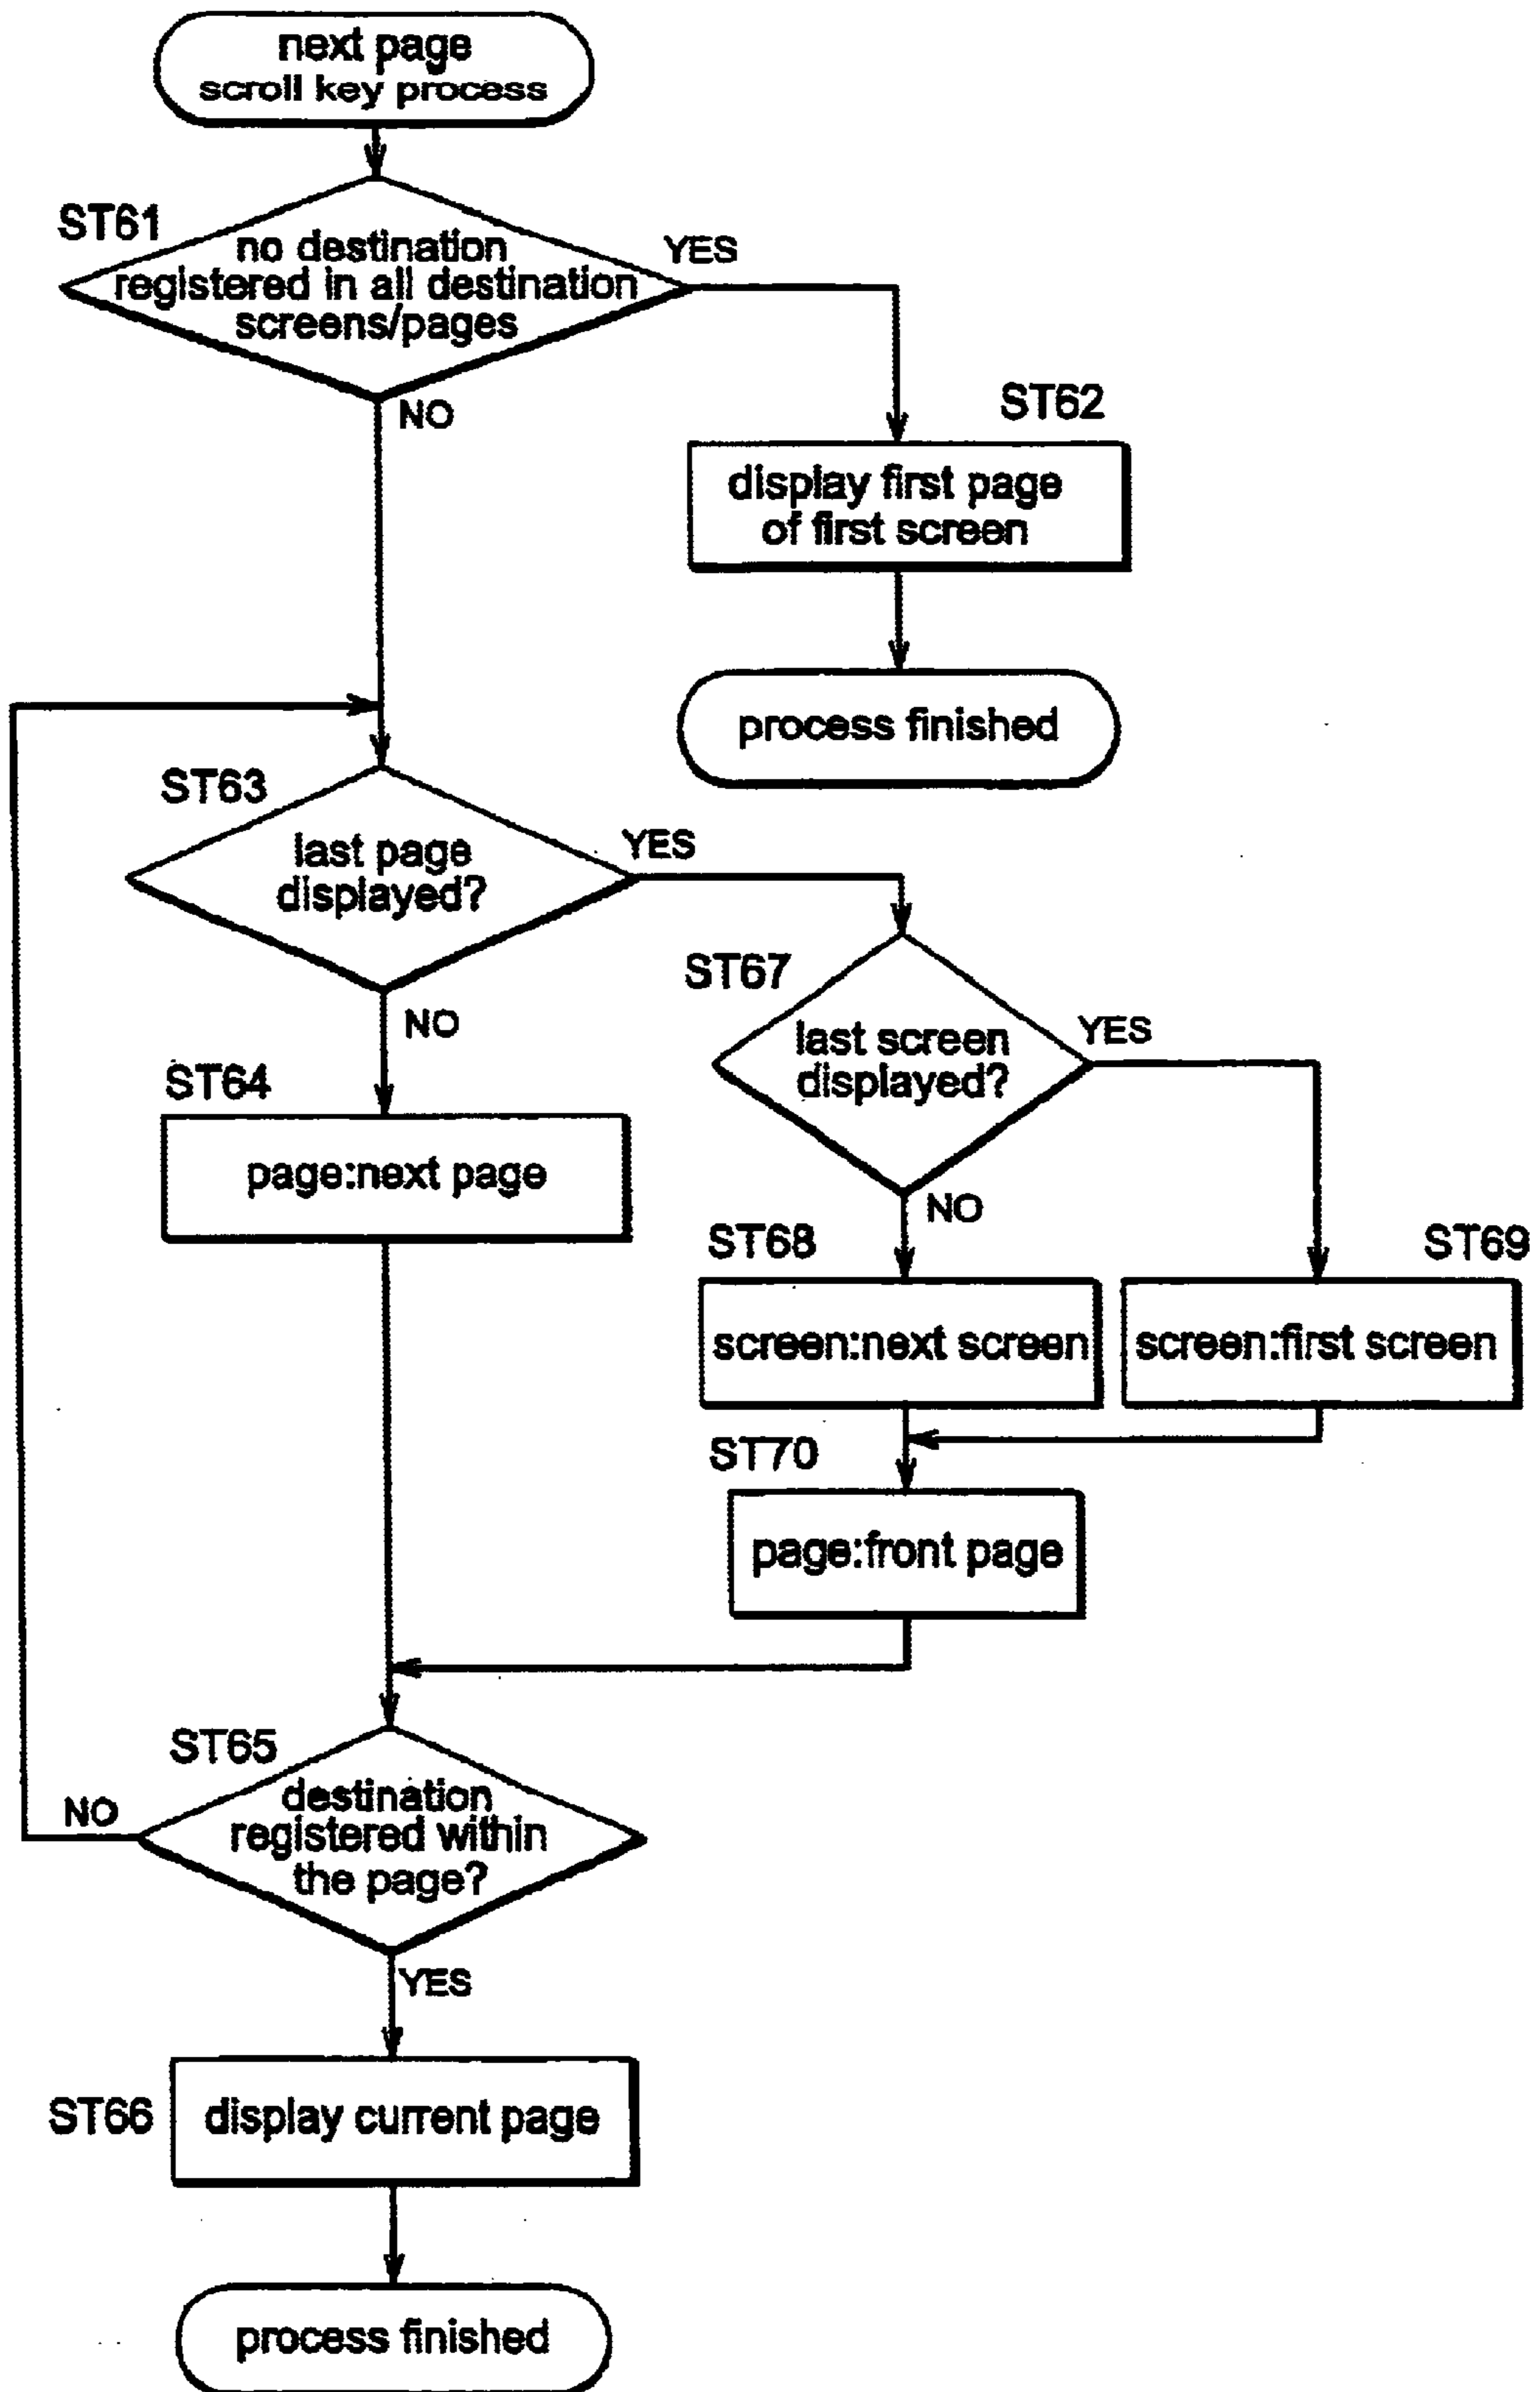 next page
scroll key process
ST61
no destination
registered in all destination
screens/pages
YES
NO
ST62
display first page
of first screen
process finished
ST63
last page
displayed?
YES
NO
ST67
last screen
displayed?
YES
NO
ST64
page:next page
ST68
screen:next screen
ST69
screen:first screen
ST70
page:front page
ST65
destination
registered within
the page?
NO
YES
ST66
display current page
process finished